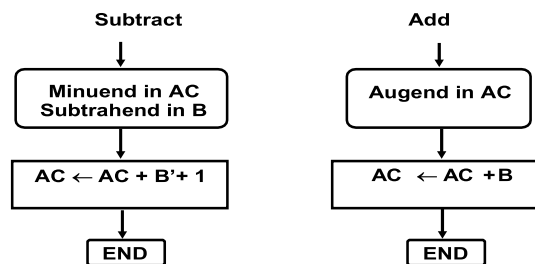 Subtract
Minuend in AC
Subtrahend in B
AC ← AC + B'+ 1
END
Add
Augend in AC
AC ← AC +B
END